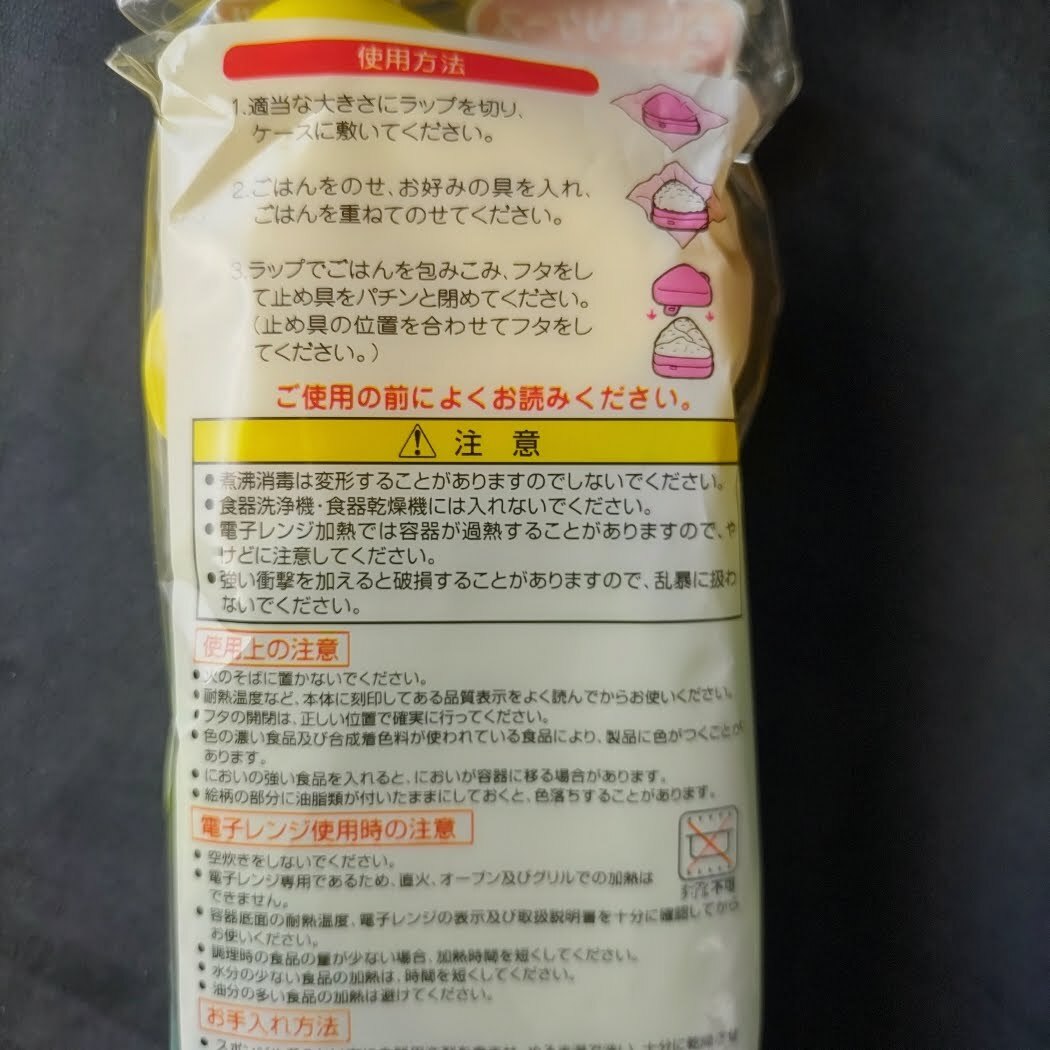 使用方法
1.適当な大きさにラップを切り、
ケースに敷いてください。
2.ごはんをのせ、お好みの具を入れ、
ごはんを重ねてのせてください。
3.ラップでごはんを包みこみ、フタをし
て止め具をパチンと閉めてください。
(止め具の位置を合わせてフタをし
てください。)
ご使用の前によくお読みください。
注 意
●煮沸消毒は変形することがありますのでしないでください。
●食器洗浄機・食器乾燥機には入れないでください。
●電子レンジ加熱では容器が過熱することがありますので、や
けどに注意してください。
●強い衝撃を加えると破損することがありますので、乱暴に扱わ
ないでください。
使用上の注意
●火のそばに置かないでください。
●耐熱温度など、本体に刻印してある品質表示をよく読んでからお使いください。
●フタの開閉は、正しい位置で確実に行ってください。
●色の濃い食品及び合成着色料が使われている食品により、製品に色がつくことが
あります。
●においの強い食品を入れると、においが容器に移る場合があります。
●絵柄の部分に油脂類が付いたままにしておくと、色落ちすることがあります。
電子レンジ使用時の注意
●空炊きをしないでください。
●電子レンジ専用であるため、直火、オーブン及びグリルでの加熱は
できません。
●容器底面の耐熱温度、電子レンジの表示及び取扱説明書を十分に確認してから
お使いください。
●調理時の食品の量が少ない場合、加熱時間を短くしてください。
●水分の少ない食品の加熱は、時間を短くしてください。
●油分の多い食品の加熱は避けてください。
お手入れ方法